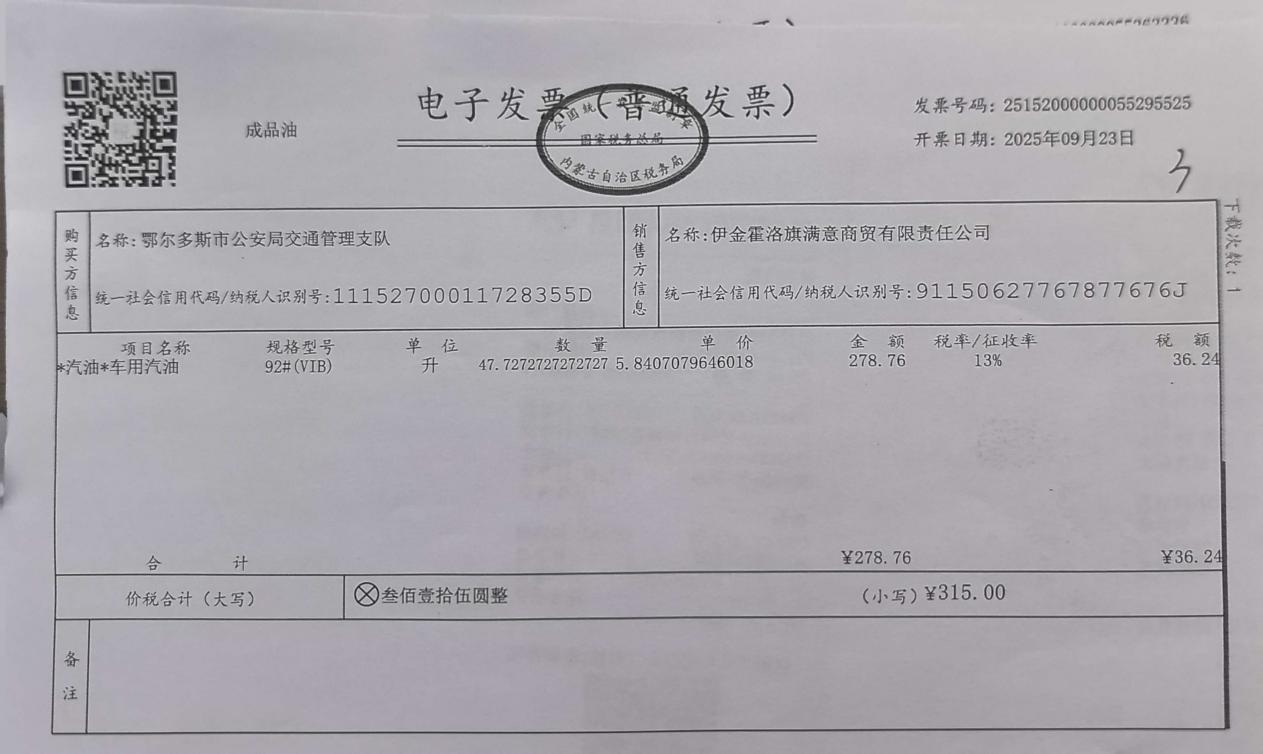 电子发票（普通发票）
成品油
全国统一发票监制章
国家税务总局
内蒙古自治区税务局
发票号码: 25152000000055295525
开票日期: 2025年09月23日
3
下载次数: 1
购买方信息
名称: 鄂尔多斯市公安局交通管理支队
统一社会信用代码/纳税人识别号: 11152700011728355D
销售方信息
名称: 伊金霍洛旗满意商贸有限责任公司
统一社会信用代码/纳税人识别号: 91150627767877676J
项目名称 规格型号 单位 数量 单价 金额 税率/征收率 税额
*汽油*车用汽油 92#(VIB) 升 47.7272727272727 5.8407079646018 278.76 13% 36.24
合计 ¥278.76 ¥36.24
价税合计（大写） ⊗叁佰壹拾伍圆整 （小写）¥315.00
备注